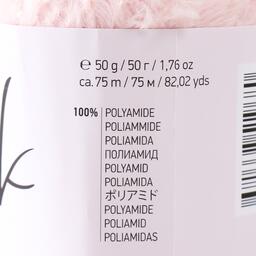 ℮ 50 g / 50 г / 1,76 oz
ca. 75 m / 75 м / 82,02 yds
100% POLYAMIDE
POLIAMMIDE
POLIAMIDA
ПОЛИАМИД
POLYAMID
POLIAMIDA
ポリアミド
POLYAMIDE
POLIAMID
POLIAMIDAS
k